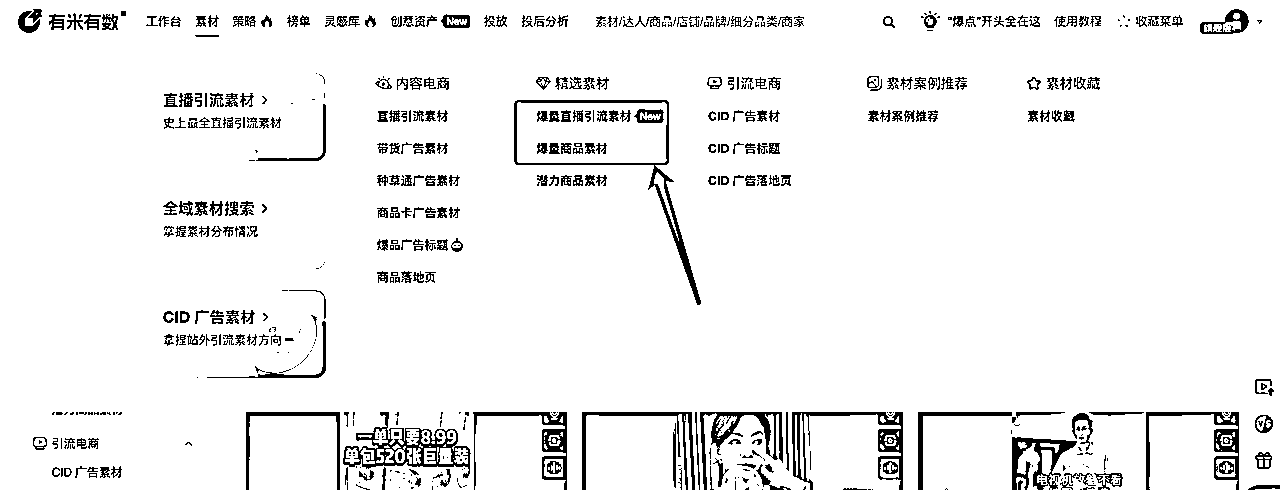 有米有数
工作台 素材 策略 榜单 灵感库 创意资产 New 投放 投后分析 素材/达人/商品/店铺/品牌/细分品类/商家 “爆点”开头全在这 使用教程 收藏菜单
直播引流素材
史上最全直播引流素材
全域素材搜索
掌握素材分布情况
CID 广告素材
拿捏站外引流素材方向
内容电商
直播引流素材
带货广告素材
种草通广告素材
商品卡广告素材
爆品广告标题
商品落地页
精选素材
爆量直播引流素材 New
爆量商品素材
潜力商品素材
引流电商
CID 广告素材
CID 广告标题
CID 广告落地页
素材案例推荐
素材案例推荐
素材收藏
素材收藏
引流电商
CID 广告素材
一单只要8.99
单包520张巨量装